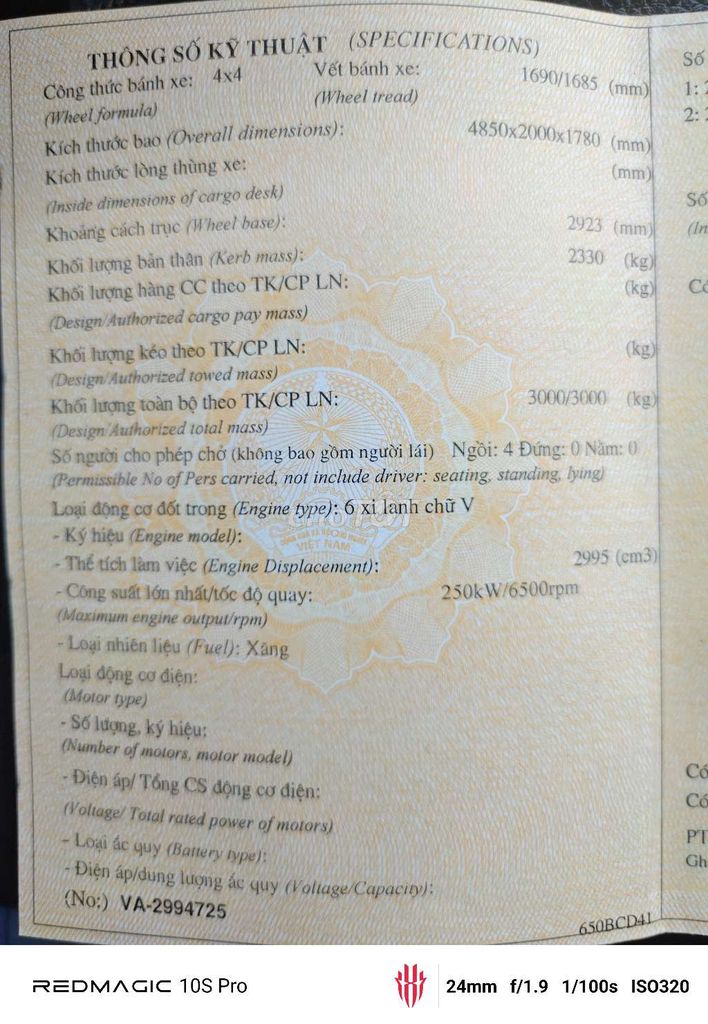 THÔNG SỐ KỸ THUẬT (SPECIFICATIONS)
Công thức bánh xe: 4x4 Vết bánh xe: 1690/1685 (mm)
(Wheel formula) (Wheel tread)
Kích thước bao (Overall dimensions): 4850x2000x1780 (mm)
Kích thước lòng thùng xe: (mm)
(Inside dimensions of cargo desk)
Khoảng cách trục (Wheel base): 2923 (mm)
Khối lượng bản thân (Kerb mass): 2330 (kg)
Khối lượng hàng CC theo TK/CP LN: (kg)
(Design/Authorized cargo pay mass)
Khối lượng kéo theo TK/CP LN: (kg)
(Design/Authorized towed mass)
Khối lượng toàn bộ theo TK/CP LN: 3000/3000 (kg)
(Design/Authorized total mass)
Số người cho phép chở (không bao gồm người lái) Ngồi: 4 Đứng: 0 Nằm: 0
(Permissible No of Pers carried, not include driver: seating, standing, lying)
Loại động cơ đốt trong (Engine type): 6 xi lanh chữ V
- Ký hiệu (Engine model):
VIỆT NAM
- Thể tích làm việc (Engine Displacement): 2995 (cm3)
- Công suất lớn nhất/tốc độ quay: 250kW/6500rpm
(Maximum engine output/rpm)
- Loại nhiên liệu (Fuel): Xăng
Loại động cơ điện:
(Motor type)
- Số lượng, ký hiệu:
(Number of motors, motor model)
- Điện áp/ Tổng CS động cơ điện:
(Voltage/ Total rated power of motors)
- Loại ắc quy (Battery type):
- Điện áp/dung lượng ắc quy (Voltage/Capacity):
(No:) VA-2994725
650BCD41
Số
1:
2:
Số
(In
Có
Có
PT
Gh
REDMAGIC 10S Pro
24mm f/1.9 1/100s ISO320